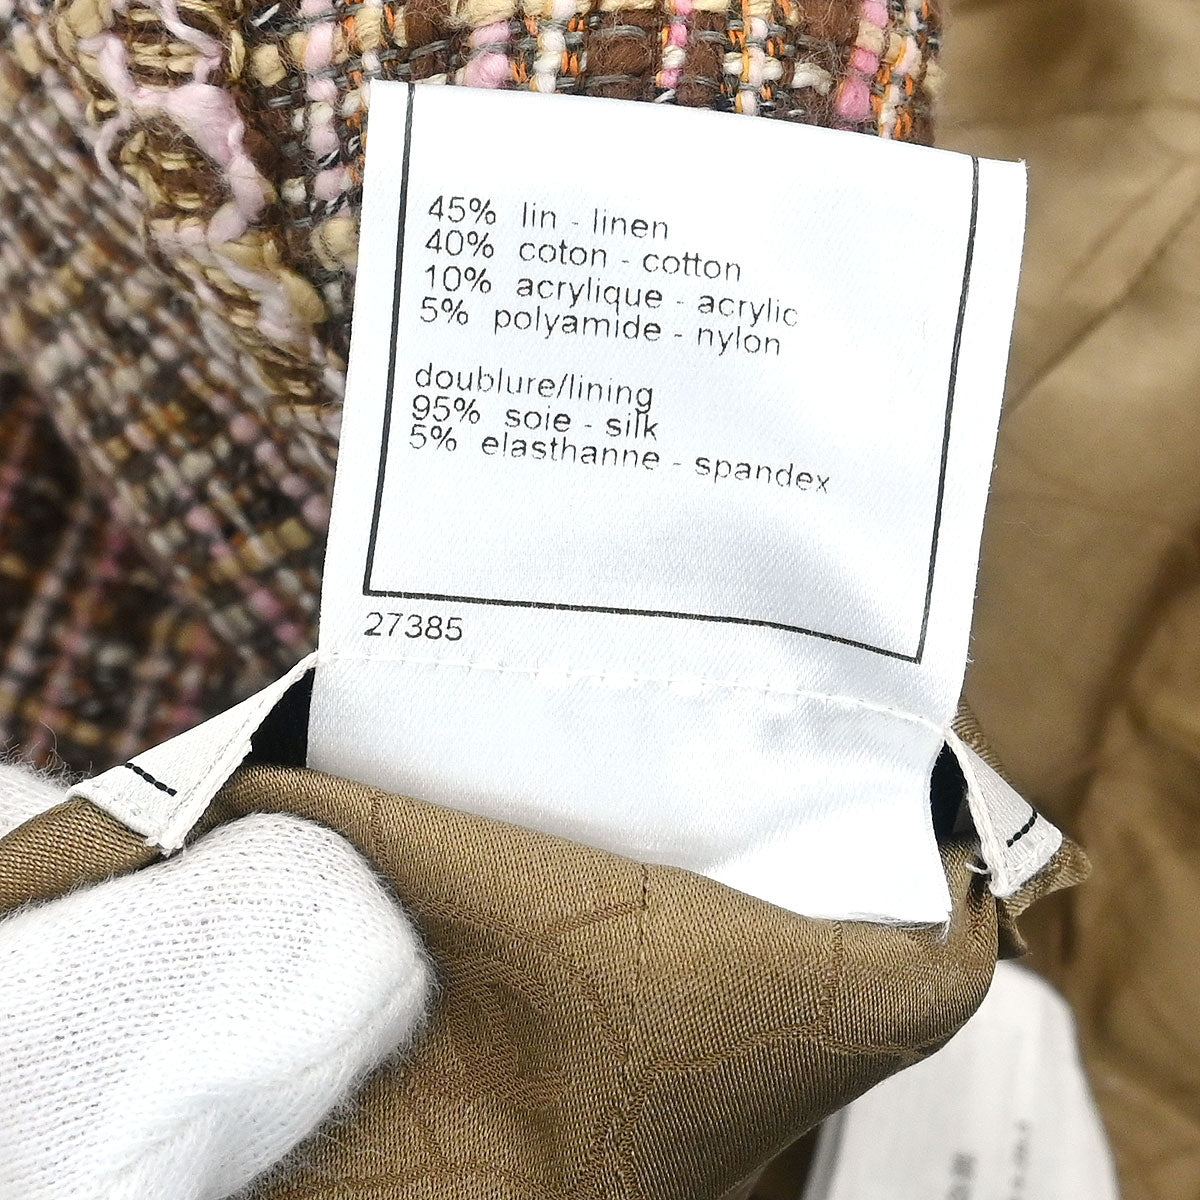 45% lin - linen
40% coton - cotton
10% acrylique - acrylic
5% polyamide - nylon
doublure/lining
95% soie - silk
5% elasthanne - spandex
27385